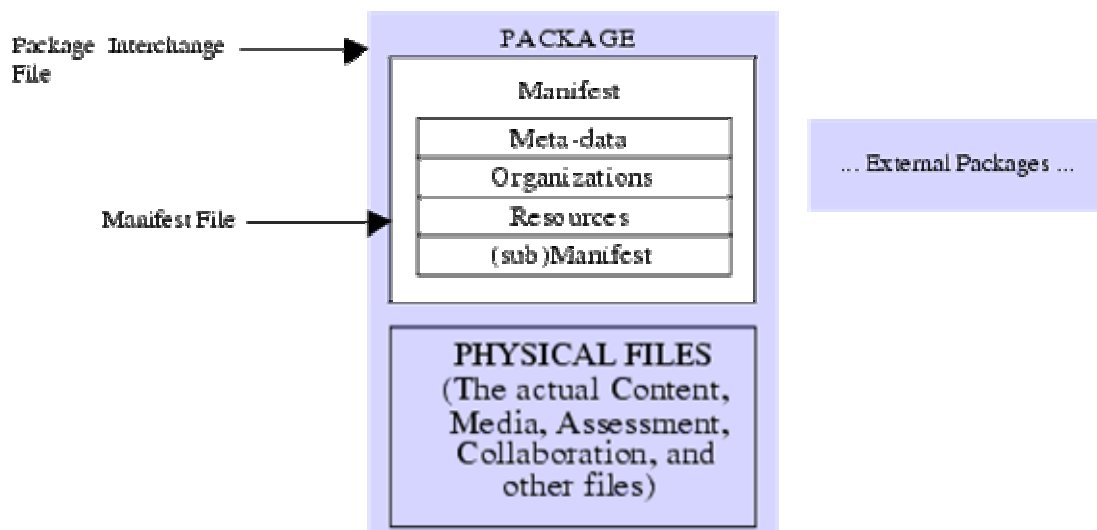 Package Interchange
File
PACKAGE
Manifest
Meta-data
Organizations
Resources
(sub)Manifest
Manifest File
... External Packages ...
PHYSICAL FILES
(The actual Content,
Media, Assessment,
Collaboration, and
other files)